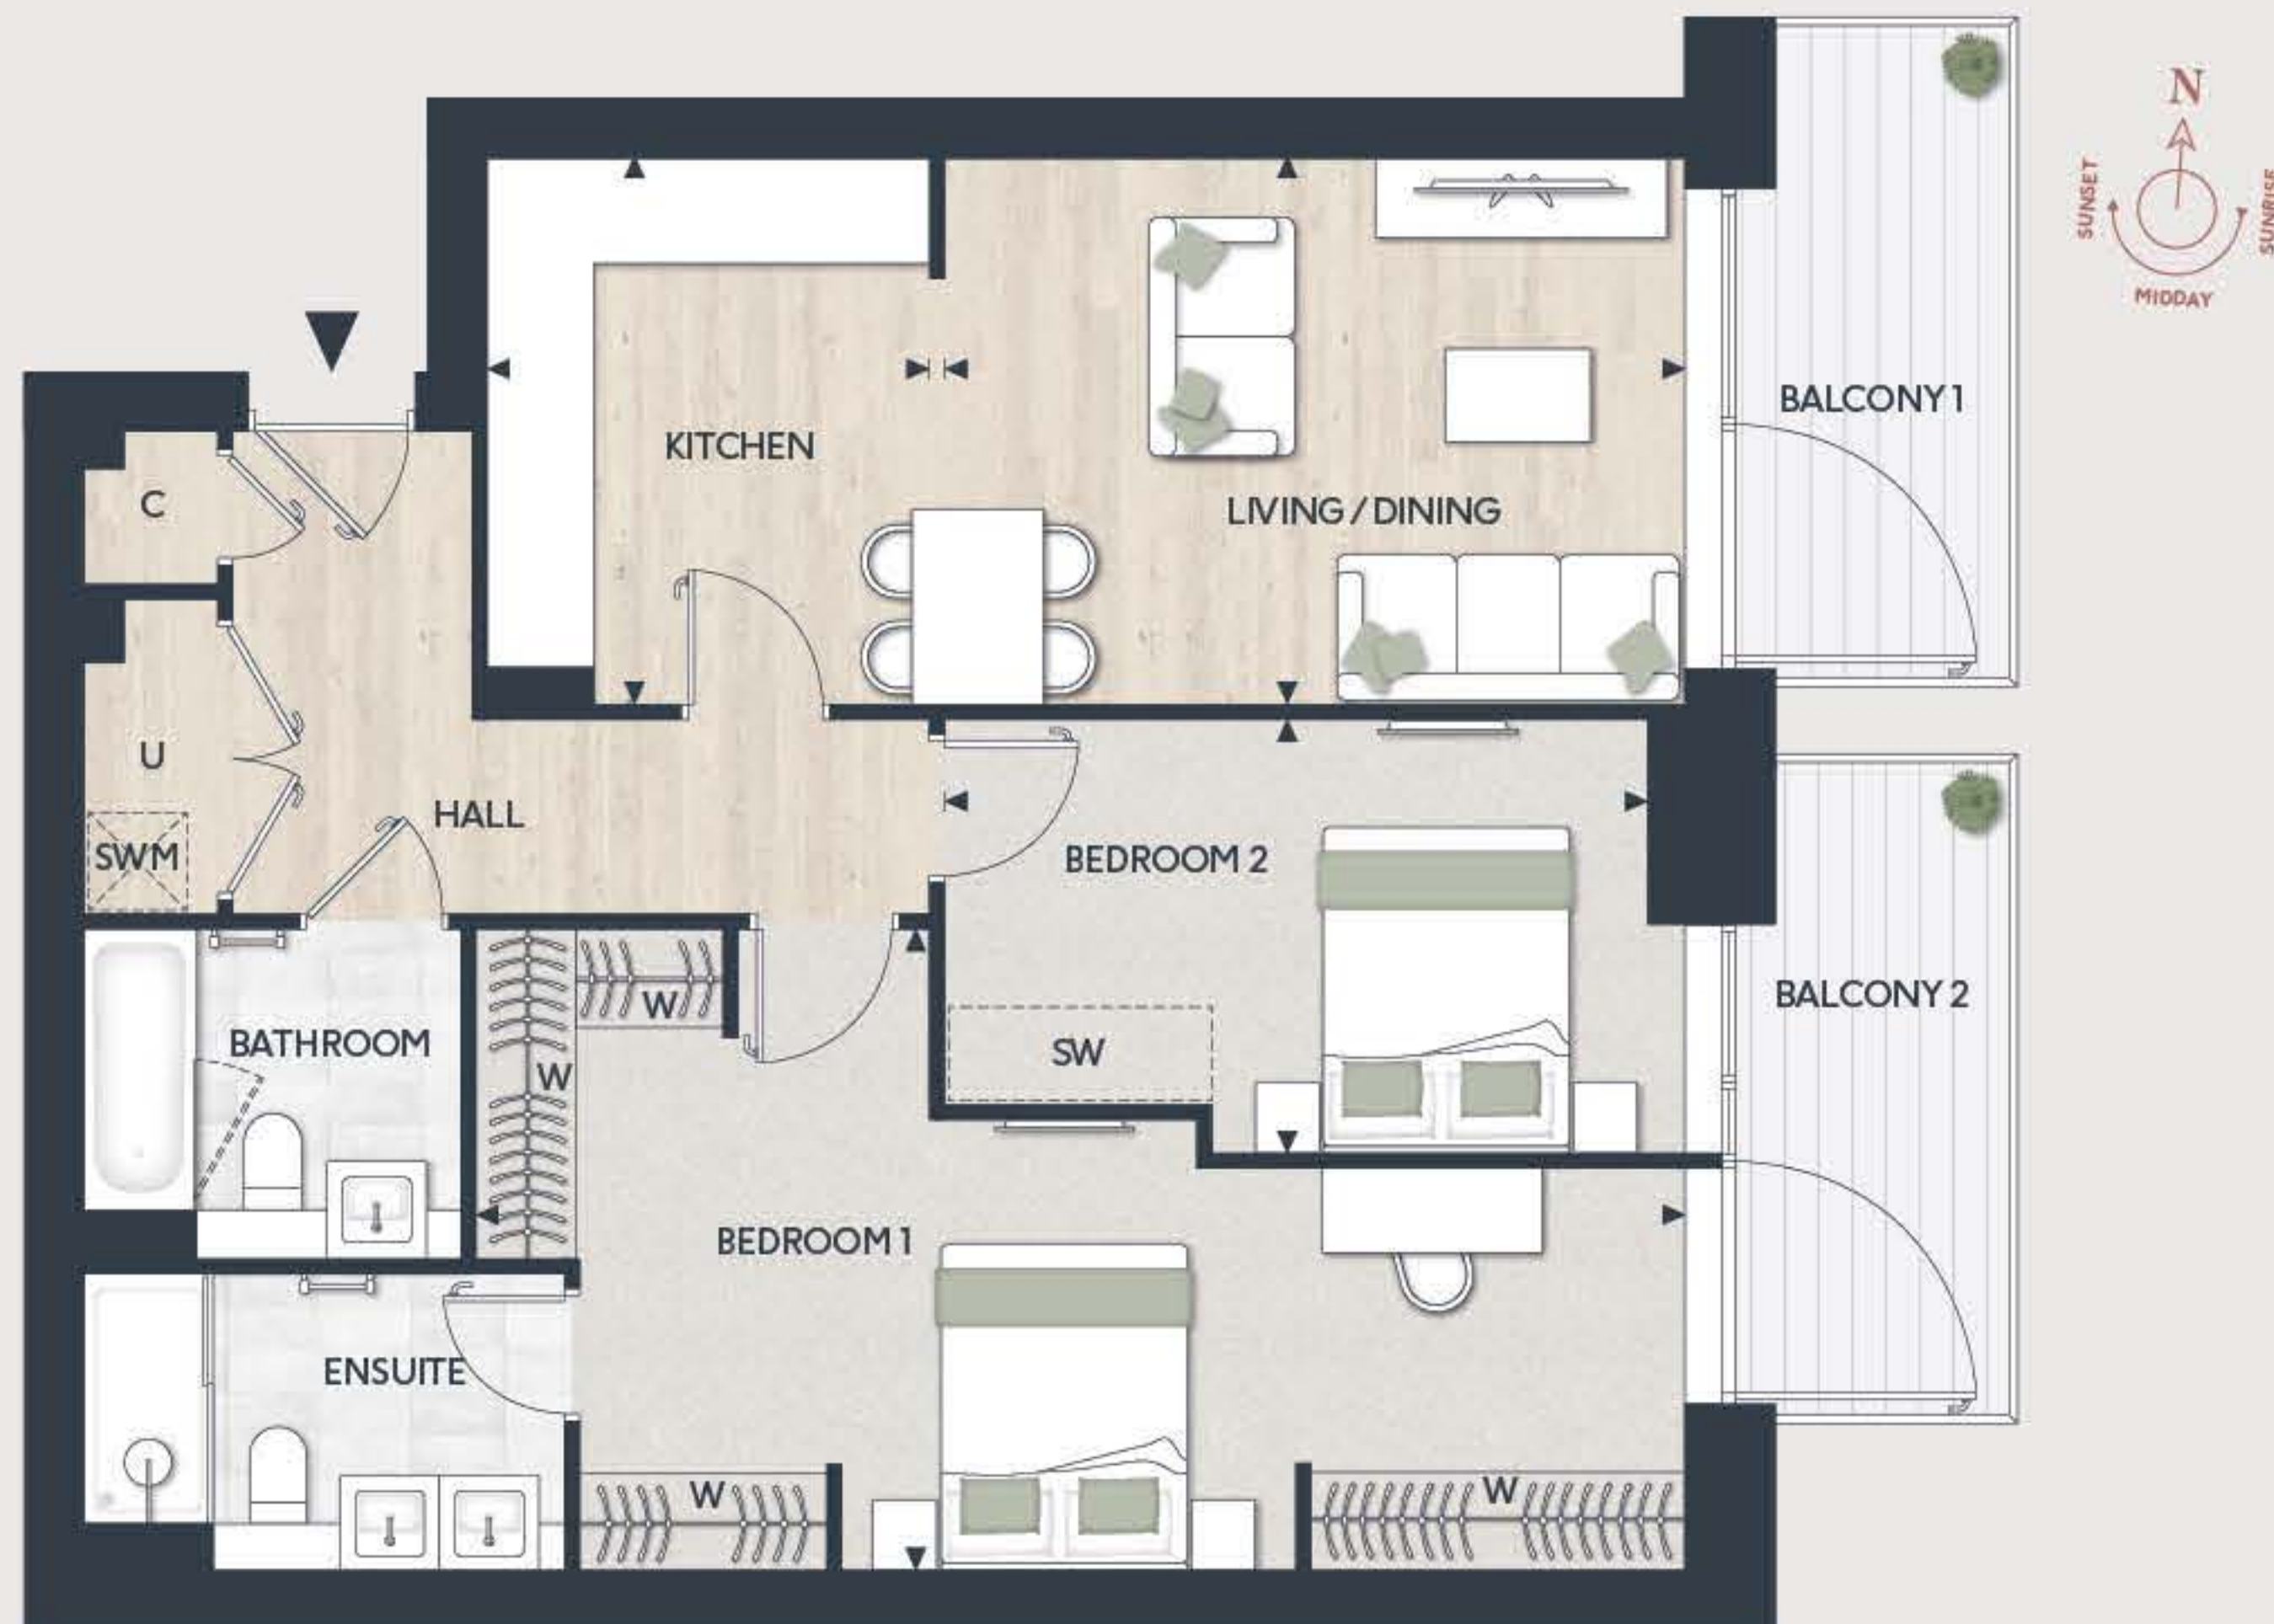 N
SUNSET
SUNRISE
MIDDAY
BALCONY 1
KITCHEN
C
LIVING / DINING
U
HALL
SWM
BEDROOM 2
BALCONY 2
W
BATHROOM
SW
W
BEDROOM 1
ENSUITE
W
W